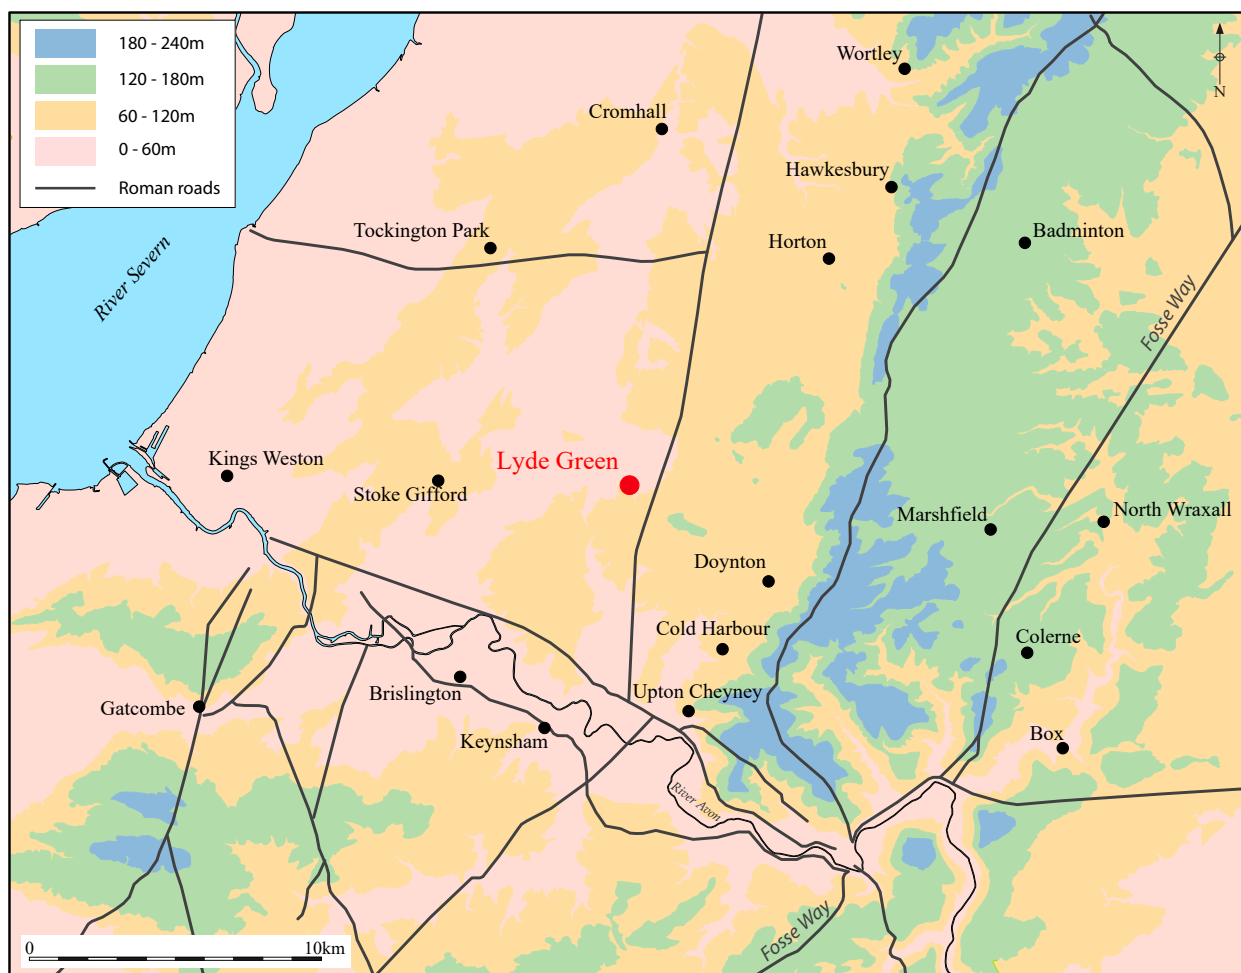 180 - 240m
120 - 180m
60 - 120m
0 - 60m
Roman roads
N
Wortley
Cromhall
Hawkesbury
Tockington Park
Horton
Badminton
River Severn
Fosse Way
Kings Weston
Lyde Green
Stoke Gifford
Marshfield
North Wraxall
Doynton
Cold Harbour
Colerne
Brislington
Upton Cheyney
Gatcombe
Keynsham
Box
River Avon
Fosse Way
0 10km